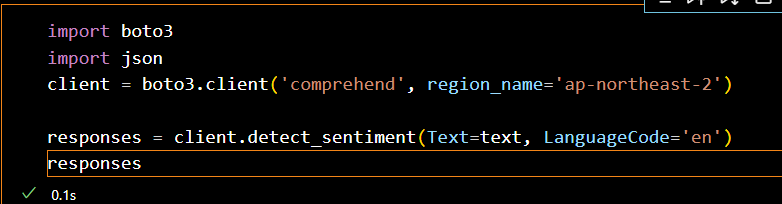 import boto3
import json
client = boto3.client('comprehend', region_name='ap-northeast-2')
responses = client.detect_sentiment(Text=text, LanguageCode='en')
responses
0.1s